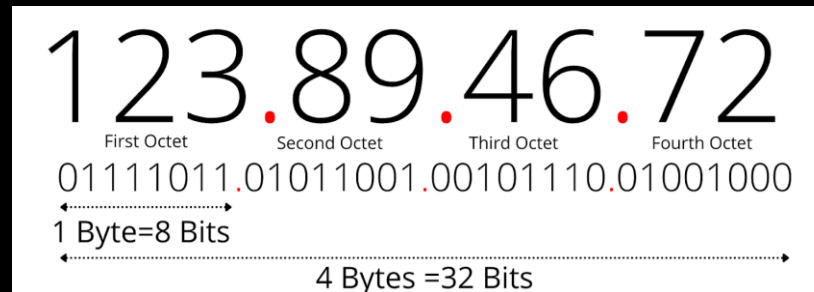 123.89.46.72
First Octet Second Octet Third Octet Fourth Octet
01111011.01011001.00101110.01001000
1 Byte=8 Bits
4 Bytes =32 Bits